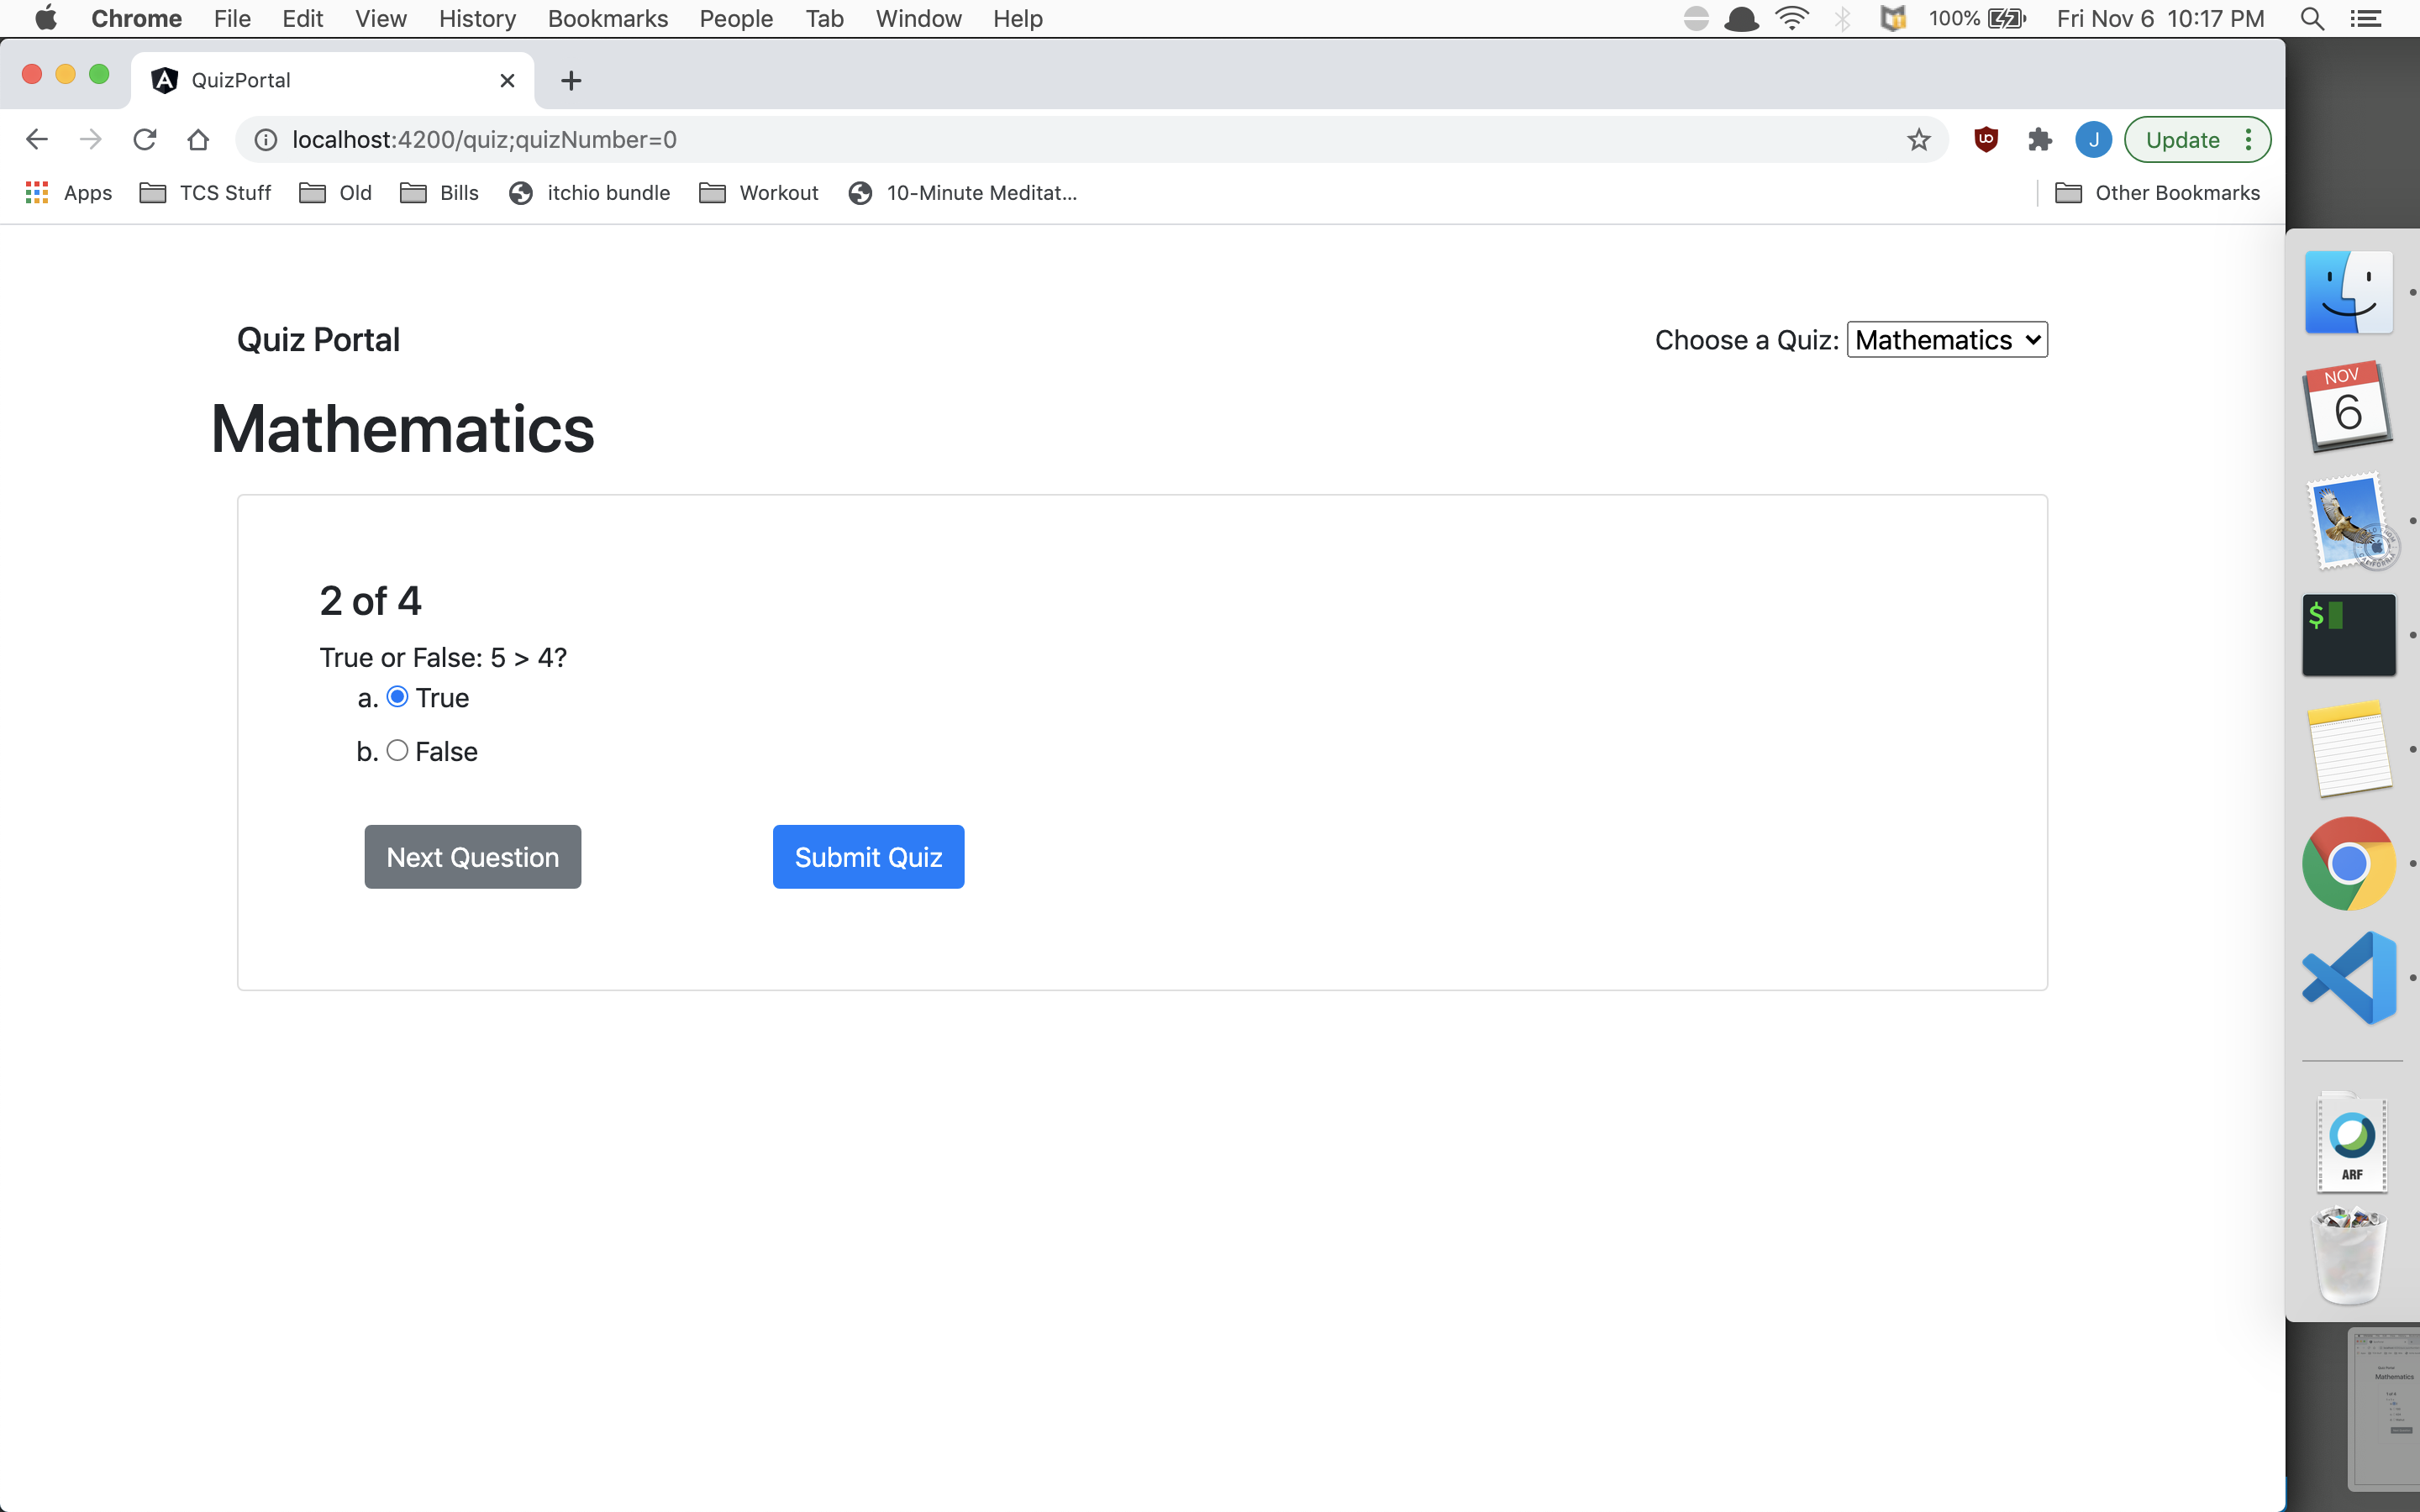 Chrome File Edit View History Bookmarks People Tab Window Help 100% Fri Nov 6 10:17 PM
QuizPortal
localhost:4200/quiz;quizNumber=0 J Update
Apps TCS Stuff Old Bills itchio bundle Workout 10-Minute Meditat... Other Bookmarks
Quiz Portal Choose a Quiz: Mathematics
Mathematics
2 of 4
True or False: 5 > 4?
a. True
b. False
Next Question Submit Quiz
NOV
6
$
ARF
Mathematics